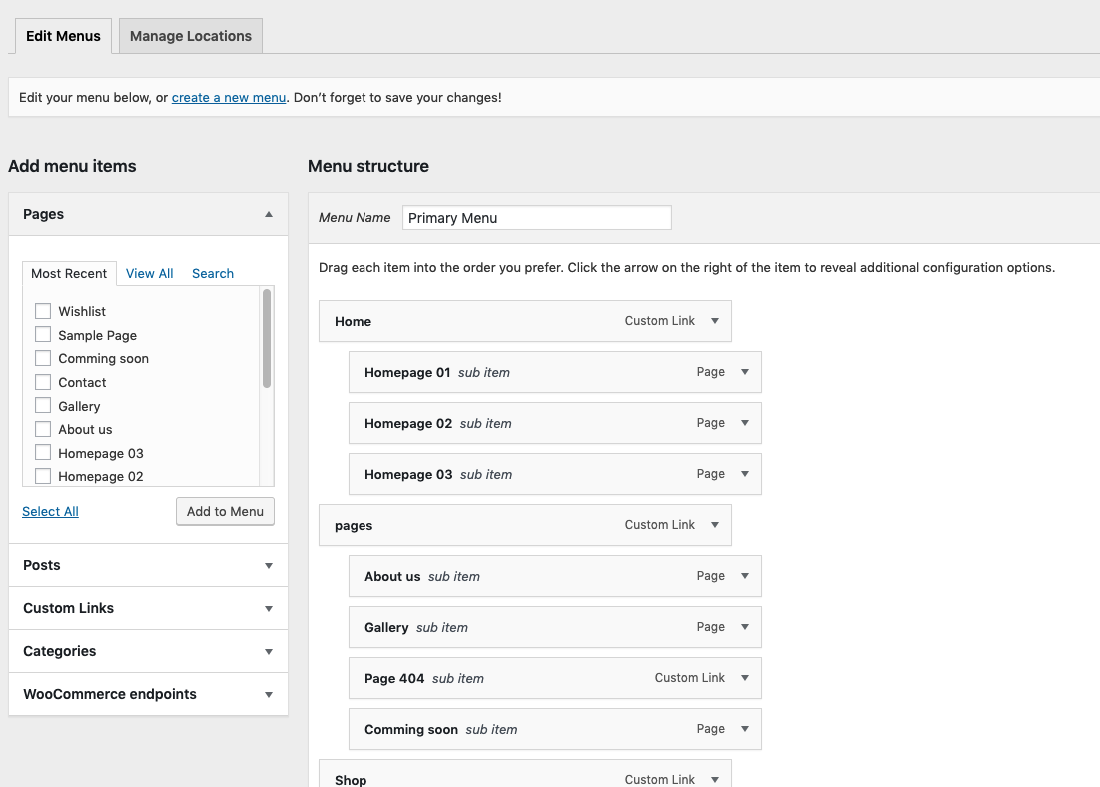 Edit Menus
Manage Locations
Edit your menu below, or create a new menu. Don’t forget to save your changes!
Add menu items
Pages
Most Recent
View All
Search
Wishlist
Sample Page
Comming soon
Contact
Gallery
About us
Homepage 03
Homepage 02
Select All
Add to Menu
Posts
Custom Links
Categories
WooCommerce endpoints
Menu structure
Menu Name
Primary Menu
Drag each item into the order you prefer. Click the arrow on the right of the item to reveal additional configuration options.
Home Custom Link
Homepage 01 sub item Page
Homepage 02 sub item Page
Homepage 03 sub item Page
pages Custom Link
About us sub item Page
Gallery sub item Page
Page 404 sub item Custom Link
Comming soon sub item Page
Shop Custom Link